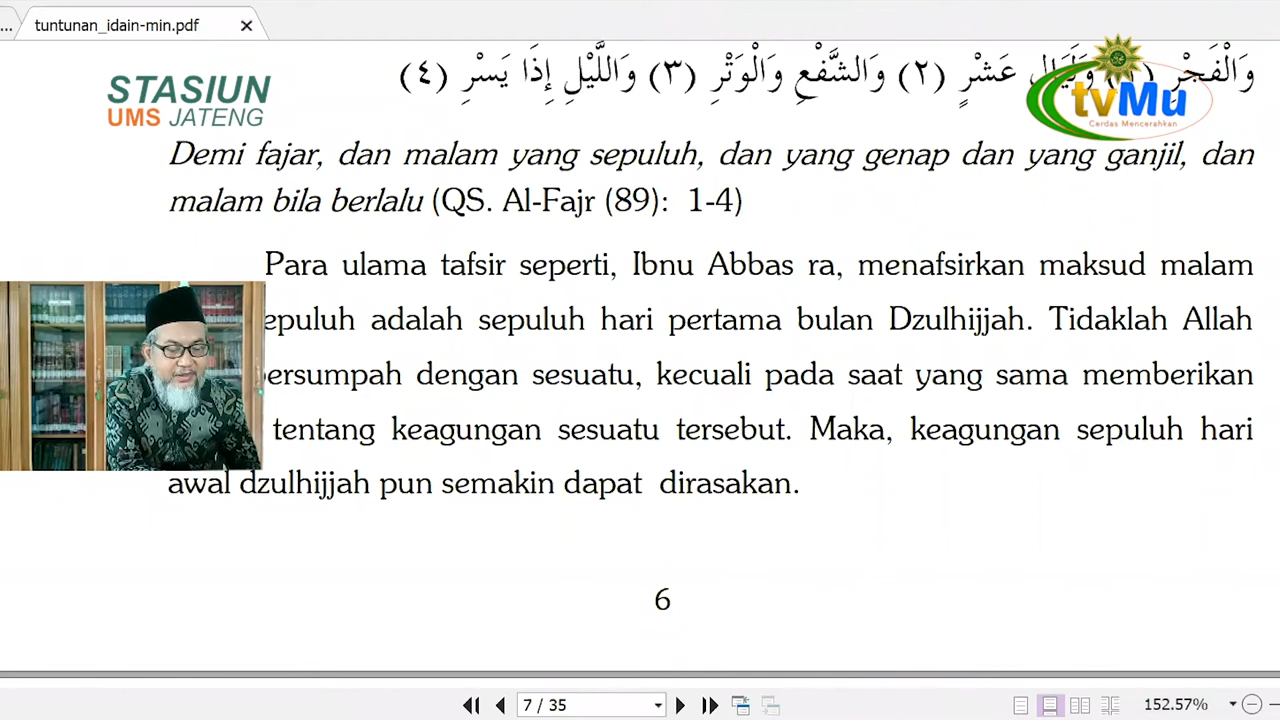 ... tuntunan_idain-min.pdf
وَالْفَجْرِ وَلَيَالٍ عَشْرٍ (٢) وَالشَّفْعِ وَالْوَتْرِ (٣) وَاللَّيْلِ إِذَا يَسْرِ (٤)
STASIUN
UMS JATENG
tvMu
Cerdas Mencerahkan
Demi fajar, dan malam yang sepuluh, dan yang genap dan yang ganjil, dan
malam bila berlalu (QS. Al-Fajr (89): 1-4)
Para ulama tafsir seperti, Ibnu Abbas ra, menafsirkan maksud malam
epuluh adalah sepuluh hari pertama bulan Dzulhijjah. Tidaklah Allah
bersumpah dengan sesuatu, kecuali pada saat yang sama memberikan
tentang keagungan sesuatu tersebut. Maka, keagungan sepuluh hari
awal dzulhijjah pun semakin dapat dirasakan.
6
7 / 35
152.57%